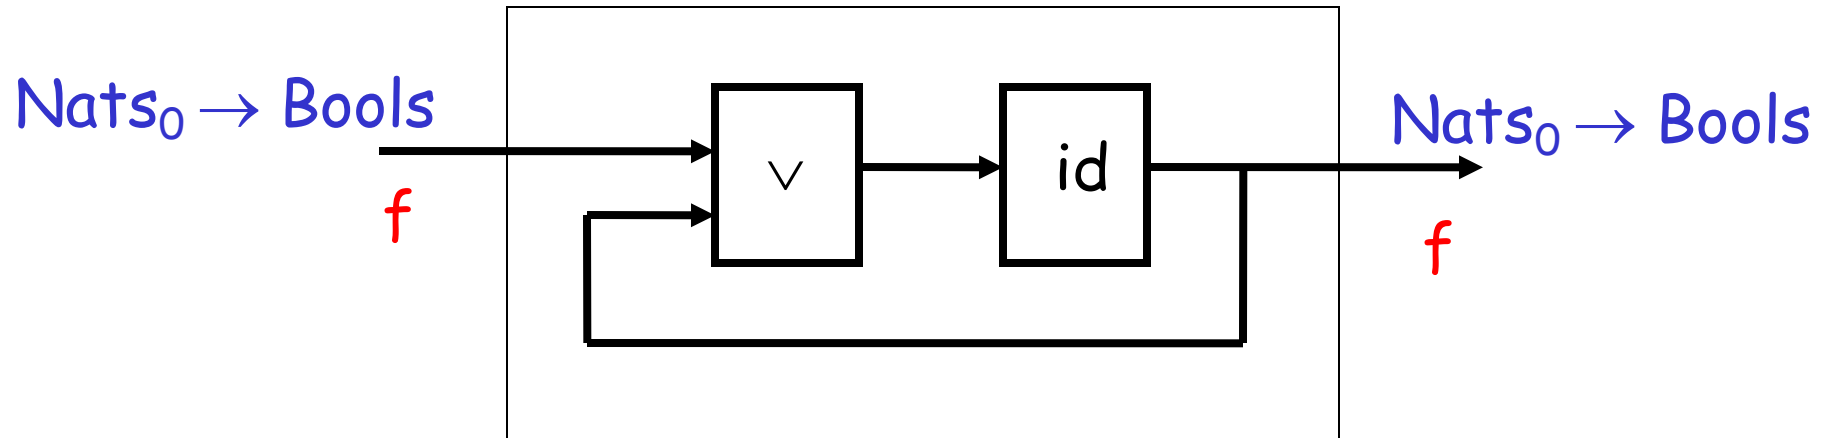 Nats₀ → Bools
f
∨
id
Nats₀ → Bools
f